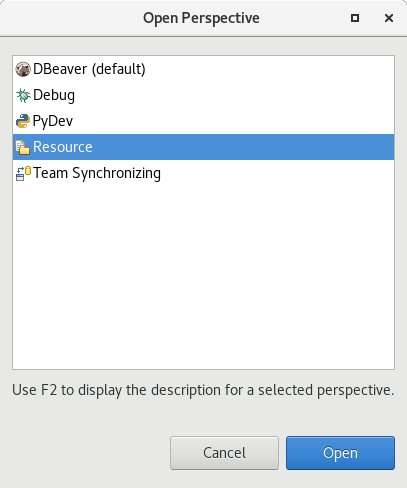 Open Perspective
DBeaver (default)
Debug
PyDev
Resource
Team Synchronizing
Use F2 to display the description for a selected perspective.
Cancel
Open